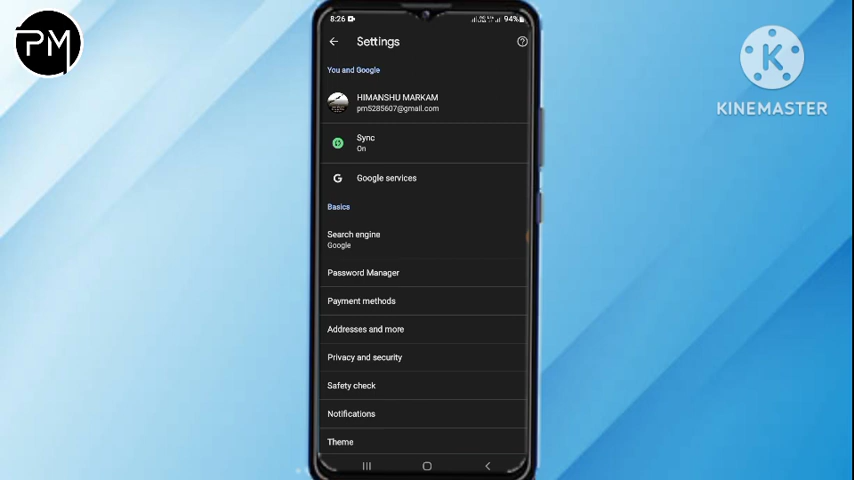 PM
KINEMASTER
8:26
94%
Settings
You and Google
HIMANSHU MARKAM
pm5285607@gmail.com
Sync
On
Google services
Basics
Search engine
Google
Password Manager
Payment methods
Addresses and more
Privacy and security
Safety check
Notifications
Theme